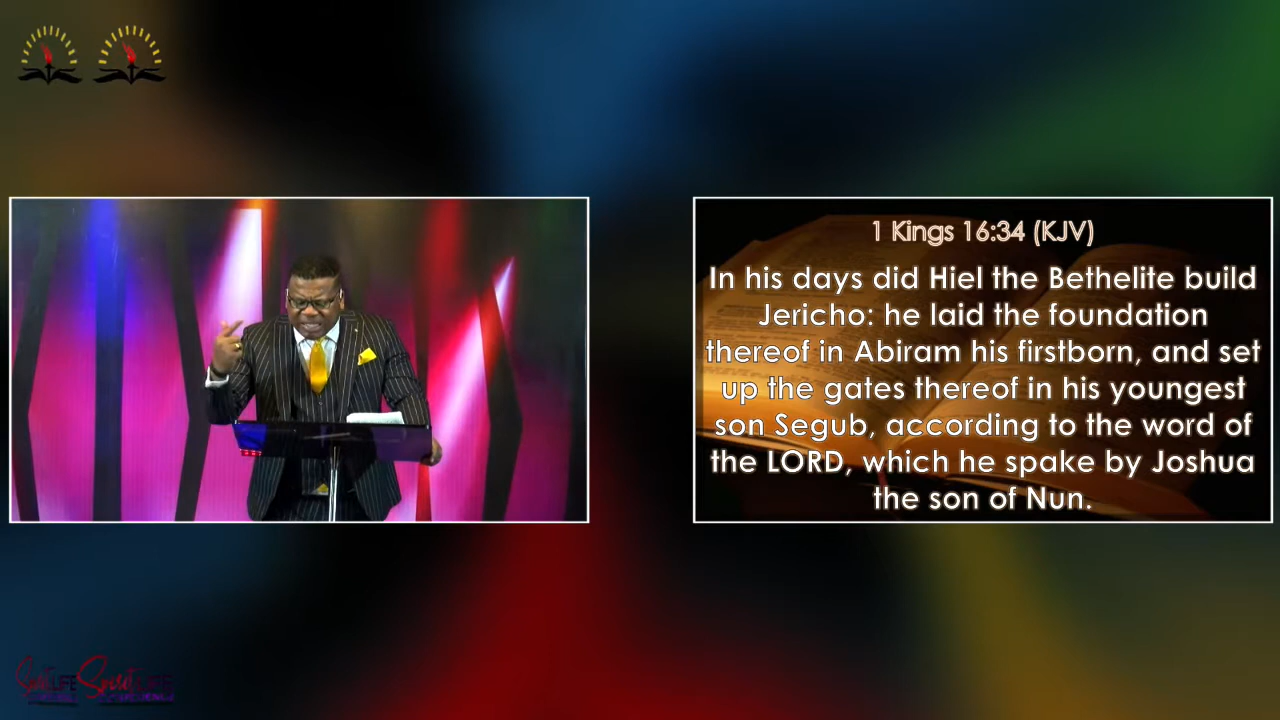 1 Kings 16:34 (KJV)
In his days did Hiel the Bethelite build
Jericho: he laid the foundation
thereof in Abiram his firstborn, and set
up the gates thereof in his youngest
son Segub, according to the word of
the LORD, which he spake by Joshua
the son of Nun.